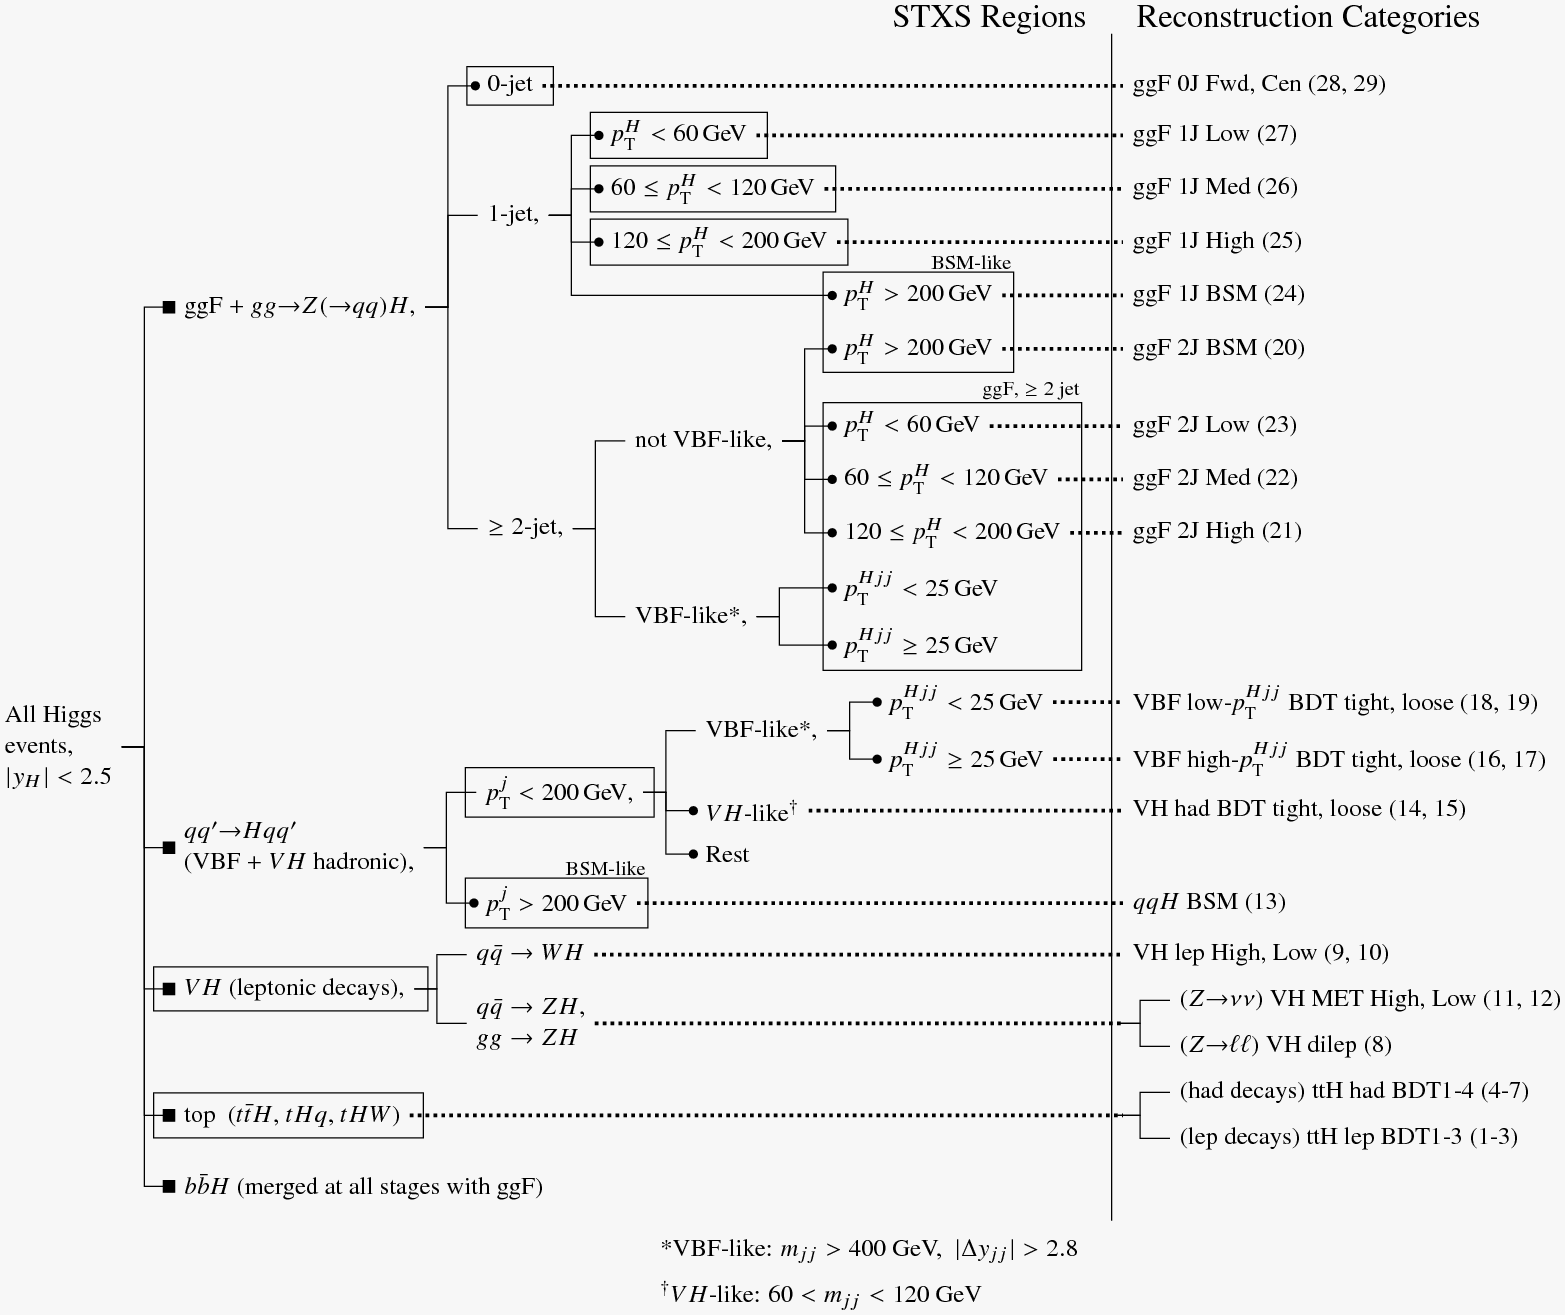 STXS Regions
Reconstruction Categories
0-jet
ggF 0J Fwd, Cen (28, 29)
p_T^H < 60 GeV
ggF 1J Low (27)
60 ≤ p_T^H < 120 GeV
ggF 1J Med (26)
1-jet,
120 ≤ p_T^H < 200 GeV
ggF 1J High (25)
BSM-like
p_T^H > 200 GeV
ggF 1J BSM (24)
ggF + gg→Z(→qq)H,
p_T^H > 200 GeV
ggF 2J BSM (20)
ggF, ≥ 2 jet
p_T^H < 60 GeV
ggF 2J Low (23)
not VBF-like,
60 ≤ p_T^H < 120 GeV
ggF 2J Med (22)
≥ 2-jet,
120 ≤ p_T^H < 200 GeV
ggF 2J High (21)
p_T^{Hjj} < 25 GeV
VBF-like*,
p_T^{Hjj} ≥ 25 GeV
All Higgs
events,
|y_H| < 2.5
p_T^{Hjj} < 25 GeV
VBF low-p_T^{Hjj} BDT tight, loose (18, 19)
VBF-like*,
p_T^{Hjj} ≥ 25 GeV
VBF high-p_T^{Hjj} BDT tight, loose (16, 17)
p_T^j < 200 GeV,
VH-like†
VH had BDT tight, loose (14, 15)
qq′→Hqq′
(VBF + VH hadronic),
Rest
BSM-like
p_T^j > 200 GeV
qqH BSM (13)
qq̄ → WH
VH lep High, Low (9, 10)
VH (leptonic decays),
qq̄ → ZH,
gg → ZH
(Z→νν) VH MET High, Low (11, 12)
(Z→ℓℓ) VH dilep (8)
top (tt̄H, tHq, tHW)
(had decays) ttH had BDT1-4 (4-7)
(lep decays) ttH lep BDT1-3 (1-3)
bb̄H (merged at all stages with ggF)
*VBF-like: m_{jj} > 400 GeV, |Δy_{jj}| > 2.8
†VH-like: 60 < m_{jj} < 120 GeV